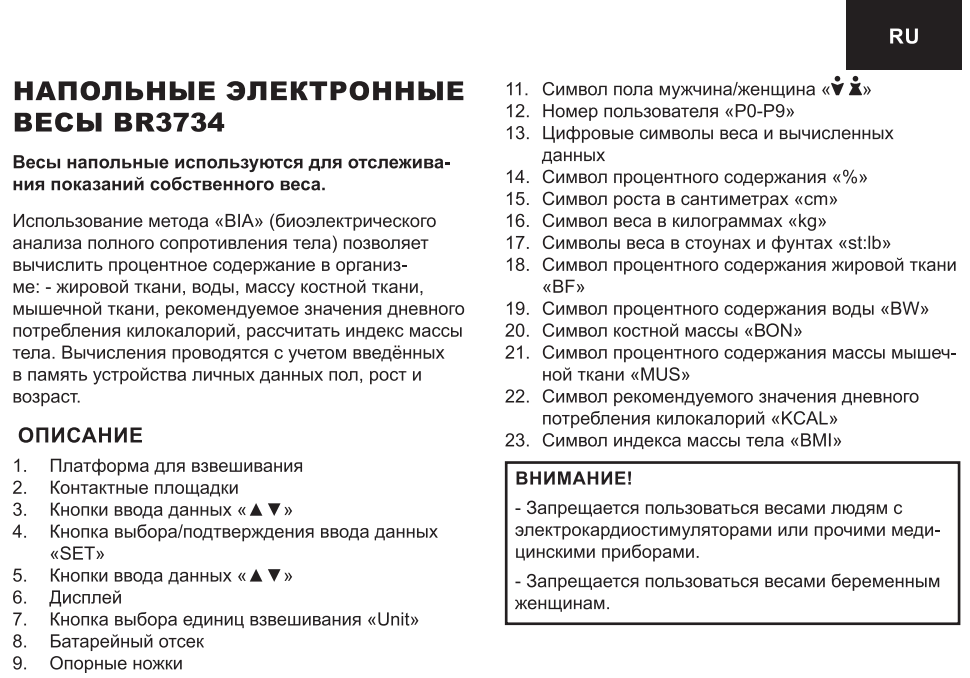 RU
НАПОЛЬНЫЕ ЭЛЕКТРОННЫЕ
ВЕСЫ BR3734
Весы напольные используются для отслежива-
ния показаний собственного веса.
Использование метода «BIA» (биоэлектрического
анализа полного сопротивления тела) позволяет
вычислить процентное содержание в организ-
ме: - жировой ткани, воды, массу костной ткани,
мышечной ткани, рекомендуемое значения дневного
потребления килокалорий, рассчитать индекс массы
тела. Вычисления проводятся с учетом введённых
в память устройства личных данных пол, рост и
возраст.
ОПИСАНИЕ
1. Платформа для взвешивания
2. Контактные площадки
3. Кнопки ввода данных «▲▼»
4. Кнопка выбора/подтверждения ввода данных
«SET»
5. Кнопки ввода данных «▲▼»
6. Дисплей
7. Кнопка выбора единиц взвешивания «Unit»
8. Батарейный отсек
9. Опорные ножки
11. Символ пола мужчина/женщина «»
12. Номер пользователя «P0-P9»
13. Цифровые символы веса и вычисленных
данных
14. Символ процентного содержания «%»
15. Символ роста в сантиметрах «cm»
16. Символ веса в килограммах «kg»
17. Символы веса в стоунах и фунтах «st:lb»
18. Символ процентного содержания жировой ткани
«BF»
19. Символ процентного содержания воды «BW»
20. Символ костной массы «BON»
21. Символ процентного содержания массы мышеч-
ной ткани «MUS»
22. Символ рекомендуемого значения дневного
потребления килокалорий «KCAL»
23. Символ индекса массы тела «BMI»
ВНИМАНИЕ!
- Запрещается пользоваться весами людям с
электрокардиостимуляторами или прочими меди-
цинскими приборами.
- Запрещается пользоваться весами беременным
женщинам.